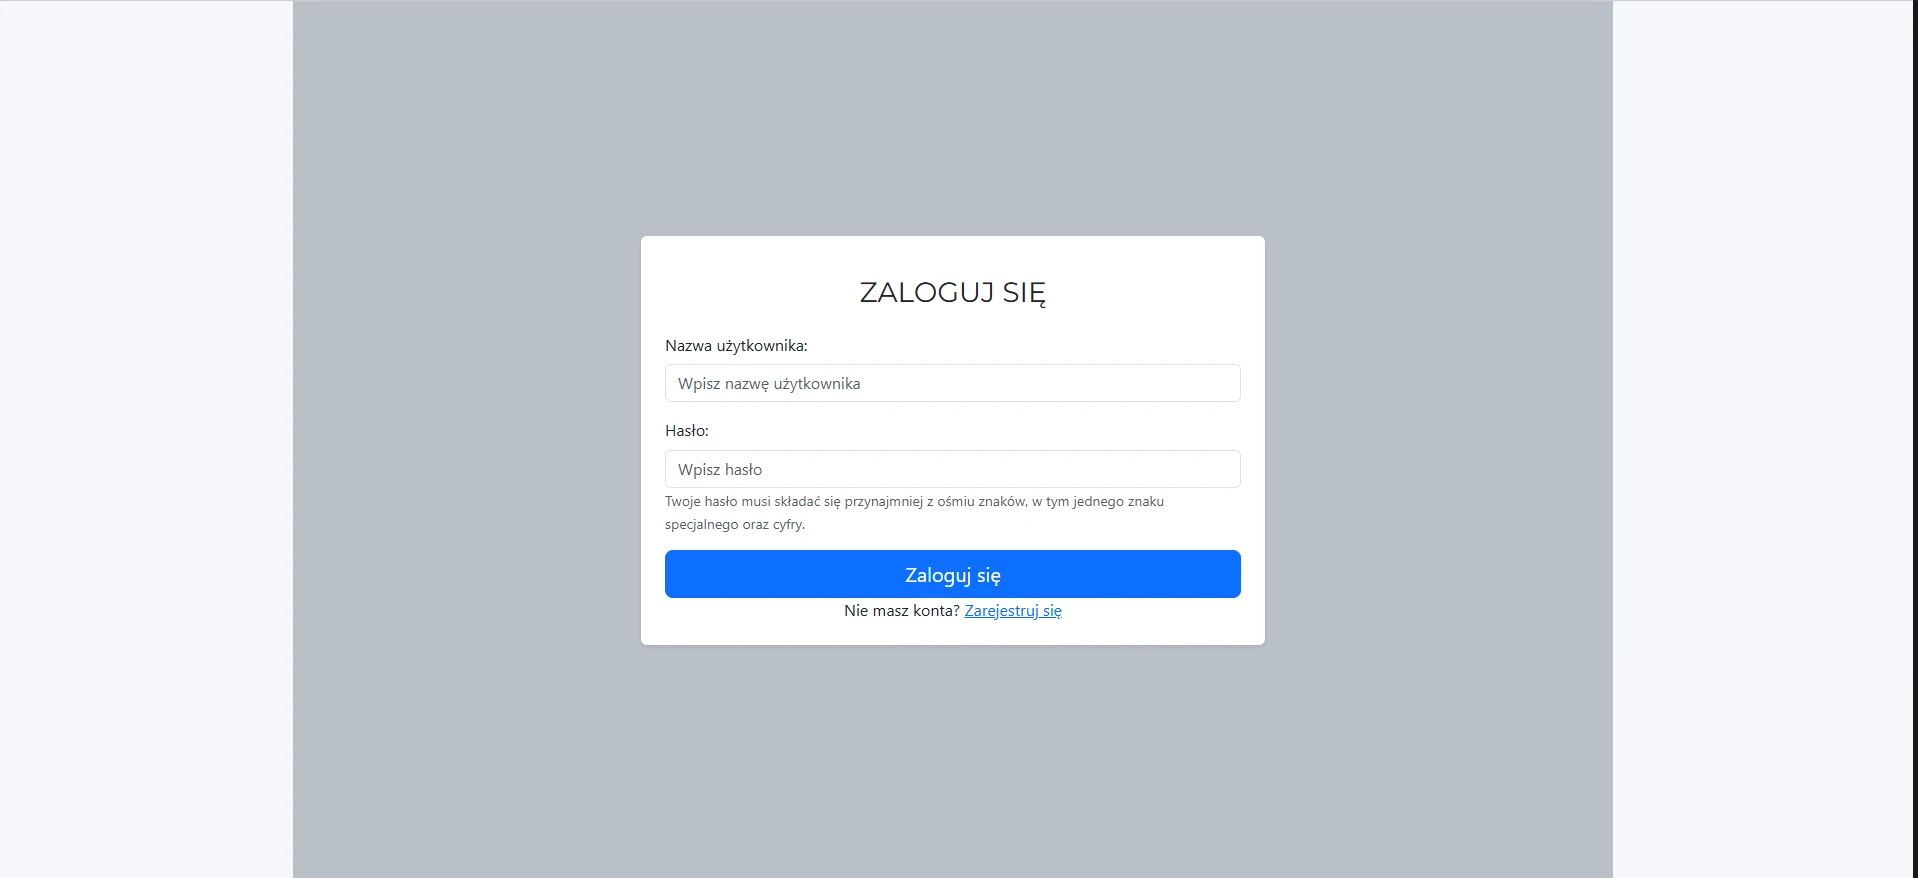 ZALOGUJ SIĘ
Nazwa użytkownika:
Wpisz nazwę użytkownika
Hasło:
Wpisz hasło
Twoje hasło musi składać się przynajmniej z ośmiu znaków, w tym jednego znaku
specjalnego oraz cyfry.
Zaloguj się
Nie masz konta? Zarejestruj się